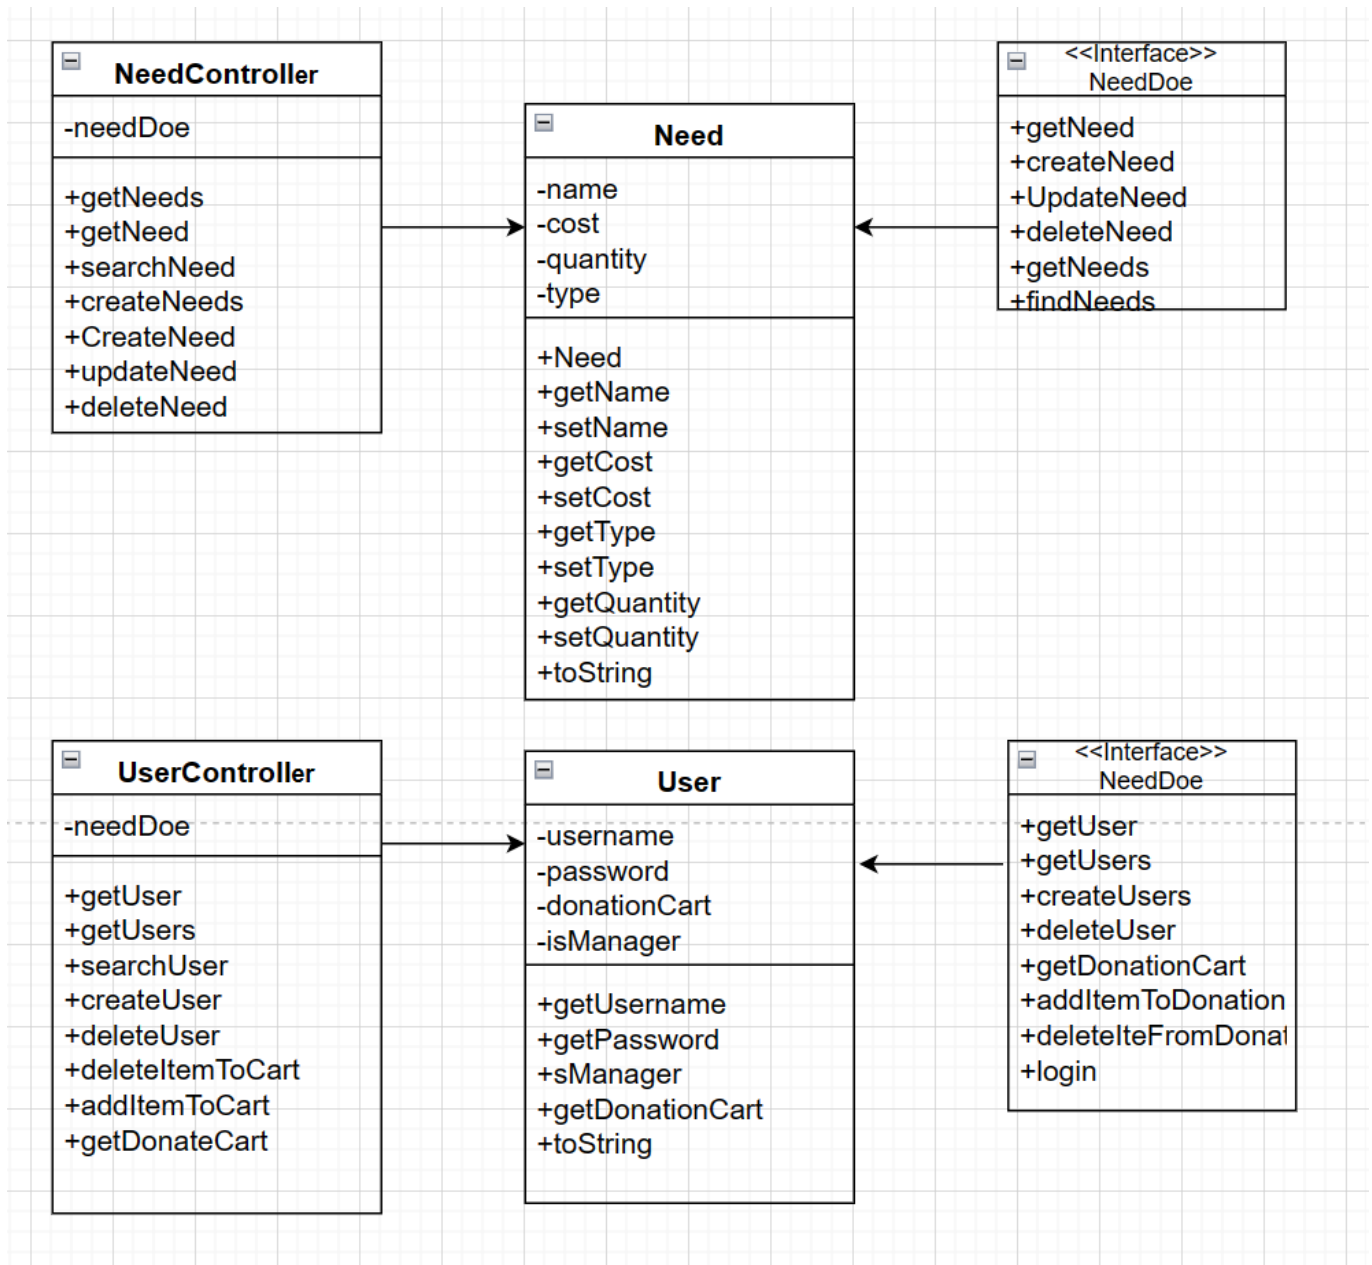 NeedController
-needDoe
+getNeeds
+getNeed
+searchNeed
+createNeeds
+CreateNeed
+updateNeed
+deleteNeed
Need
-name
-cost
-quantity
-type
+Need
+getName
+setName
+getCost
+setCost
+getType
+setType
+getQuantity
+setQuantity
+toString
<<Interface>>
NeedDoe
+getNeed
+createNeed
+UpdateNeed
+deleteNeed
+getNeeds
+findNeeds
UserController
-needDoe
+getUser
+getUsers
+searchUser
+createUser
+deleteUser
+deleteItemToCart
+addItemToCart
+getDonateCart
User
-username
-password
-donationCart
-isManager
+getUsername
+getPassword
+sManager
+getDonationCart
+toString
<<Interface>>
NeedDoe
+getUser
+getUsers
+createUsers
+deleteUser
+getDonationCart
+addItemToDonation
+deleteIteFromDonat
+login